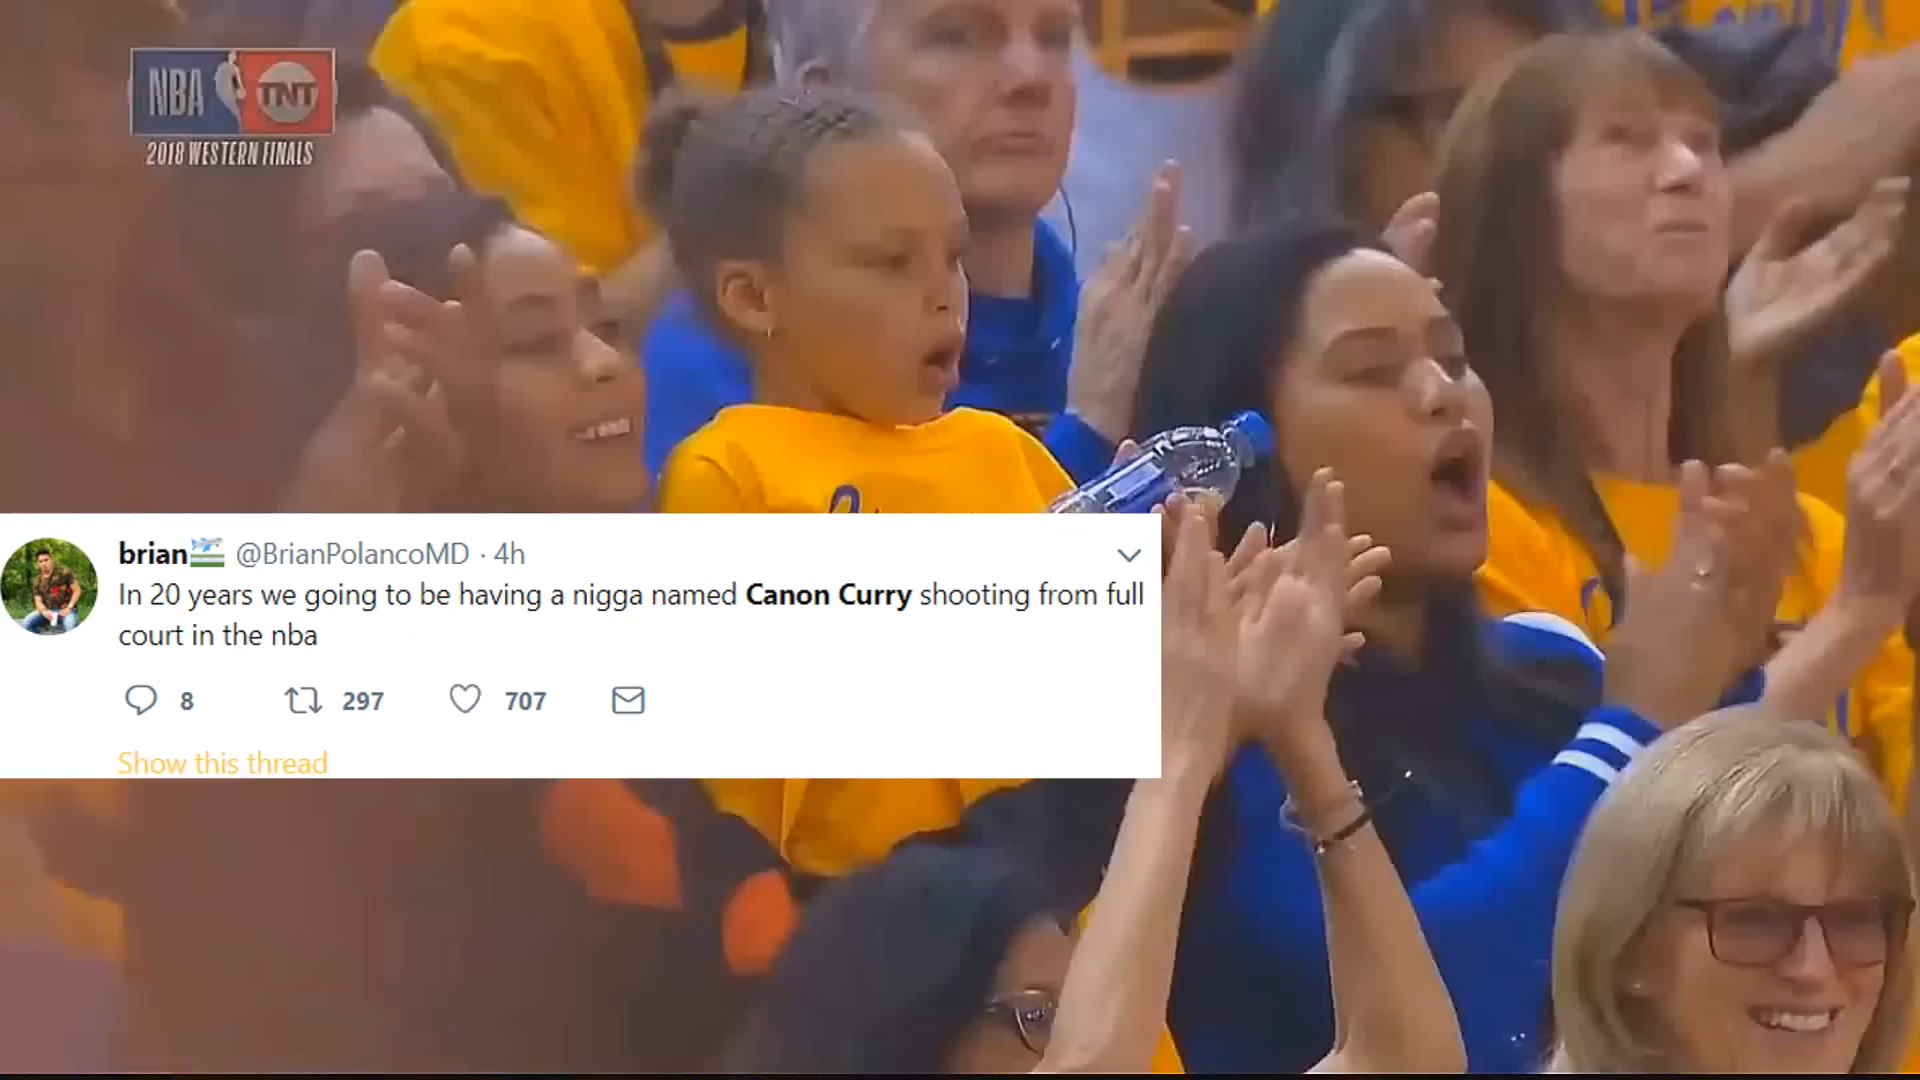 NBA TNT
2018 WESTERN FINALS
brian @BrianPolancoMD · 4h
In 20 years we going to be having a nigga named Canon Curry shooting from full
court in the nba
8 297 707
Show this thread